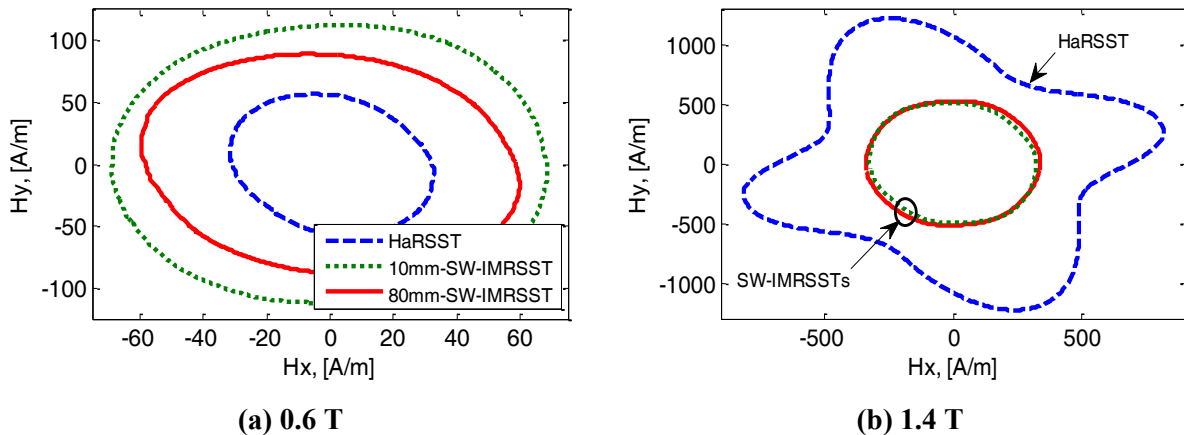 100
50
0
-50
-100
Hy, [A/m]
-60 -40 -20 0 20 40 60
Hx, [A/m]
HaRSST
10mm-SW-IMRSST
80mm-SW-IMRSST
(a) 0.6 T
1000
500
0
-500
-1000
Hy, [A/m]
HaRSST
SW-IMRSSTs
-500 0 500
Hx, [A/m]
(b) 1.4 T